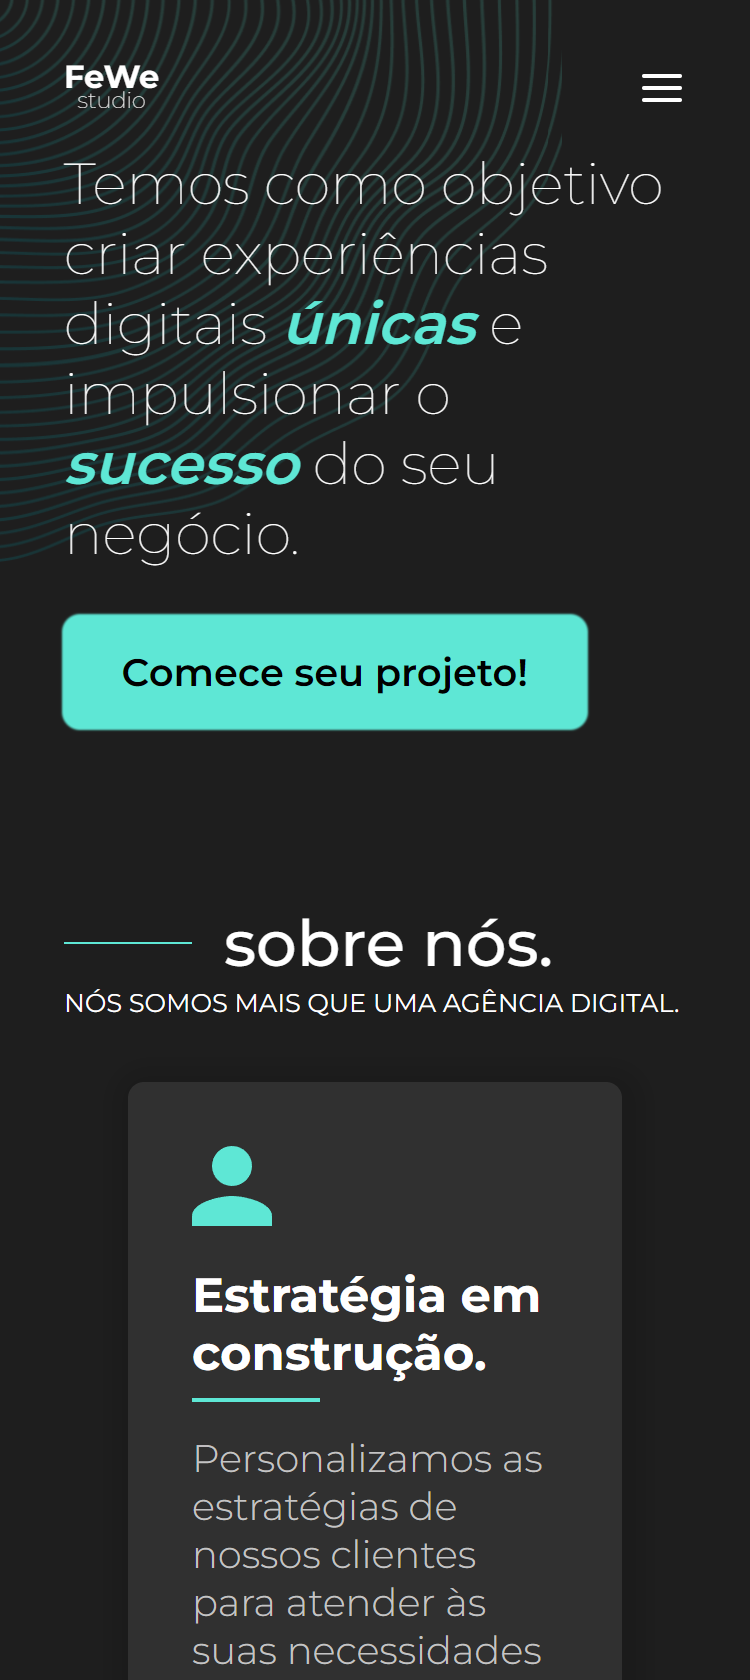 FeWe
studio
Temos como objetivo
criar experiências
digitais únicas e
impulsionar o
sucesso do seu
negócio.
Comece seu projeto!
sobre nós.
NÓS SOMOS MAIS QUE UMA AGÊNCIA DIGITAL.
Estratégia em
construção.
Personalizamos as
estratégias de
nossos clientes
para atender às
suas necessidades